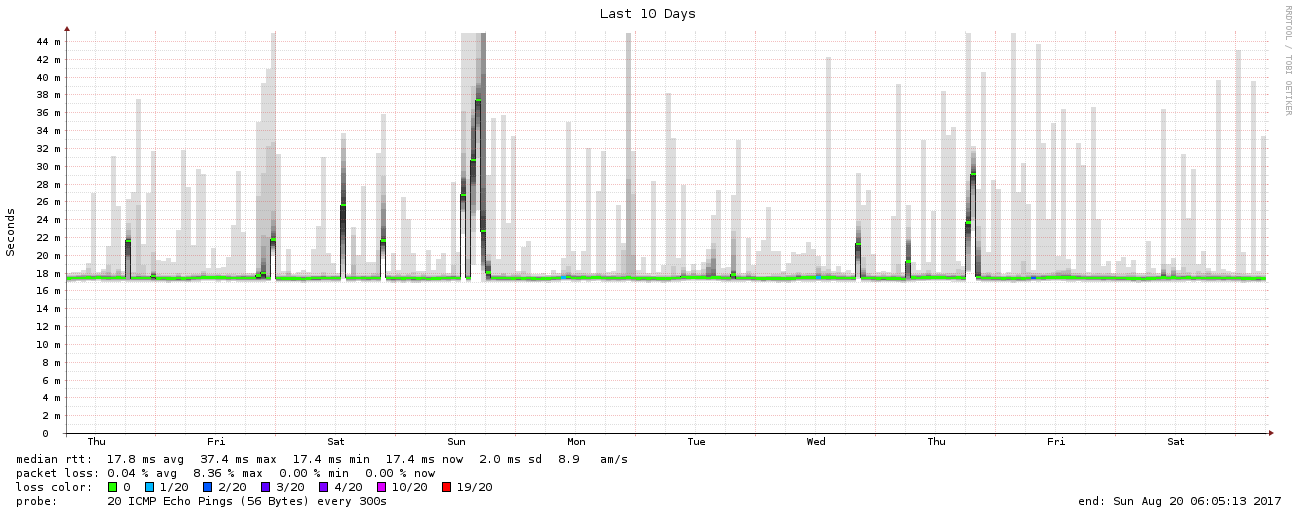 Last 10 Days
RRDTOOL / TOBI OETIKER
Seconds
44 m
42 m
40 m
38 m
36 m
34 m
32 m
30 m
28 m
26 m
24 m
22 m
20 m
18 m
16 m
14 m
12 m
10 m
8 m
6 m
4 m
2 m
0
Thu Fri Sat Sun Mon Tue Wed Thu Fri Sat
median rtt: 17.8 ms avg 37.4 ms max 17.4 ms min 17.4 ms now 2.0 ms sd 8.9 am/s
packet loss: 0.04 % avg 8.36 % max 0.00 % min 0.00 % now
loss color: 0 1/20 2/20 3/20 4/20 10/20 19/20
probe: 20 ICMP Echo Pings (56 Bytes) every 300s end: Sun Aug 20 06:05:13 2017